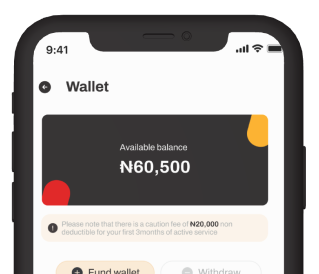 9:41
Wallet
Available balance
₦60,500
Please note that there is a caution fee of ₦20,000 non
deductible for your first 3months of active service
Fund wallet
Withdraw